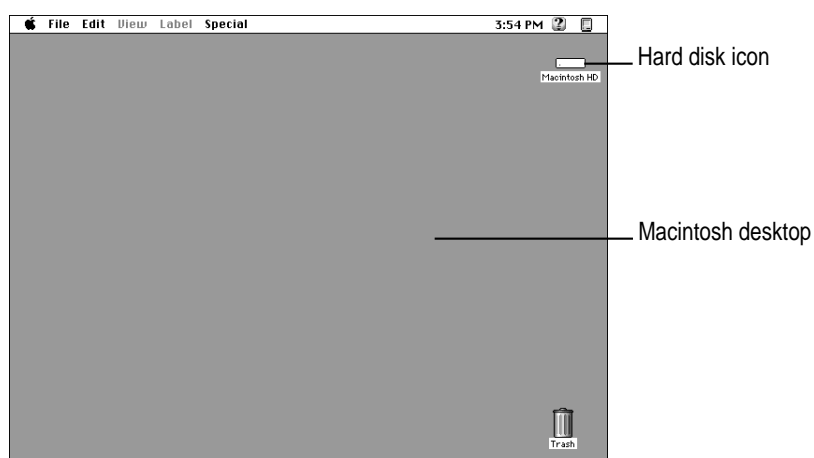 File Edit View Label Special 3:54 PM
Hard disk icon
Macintosh HD
Macintosh desktop
Trash